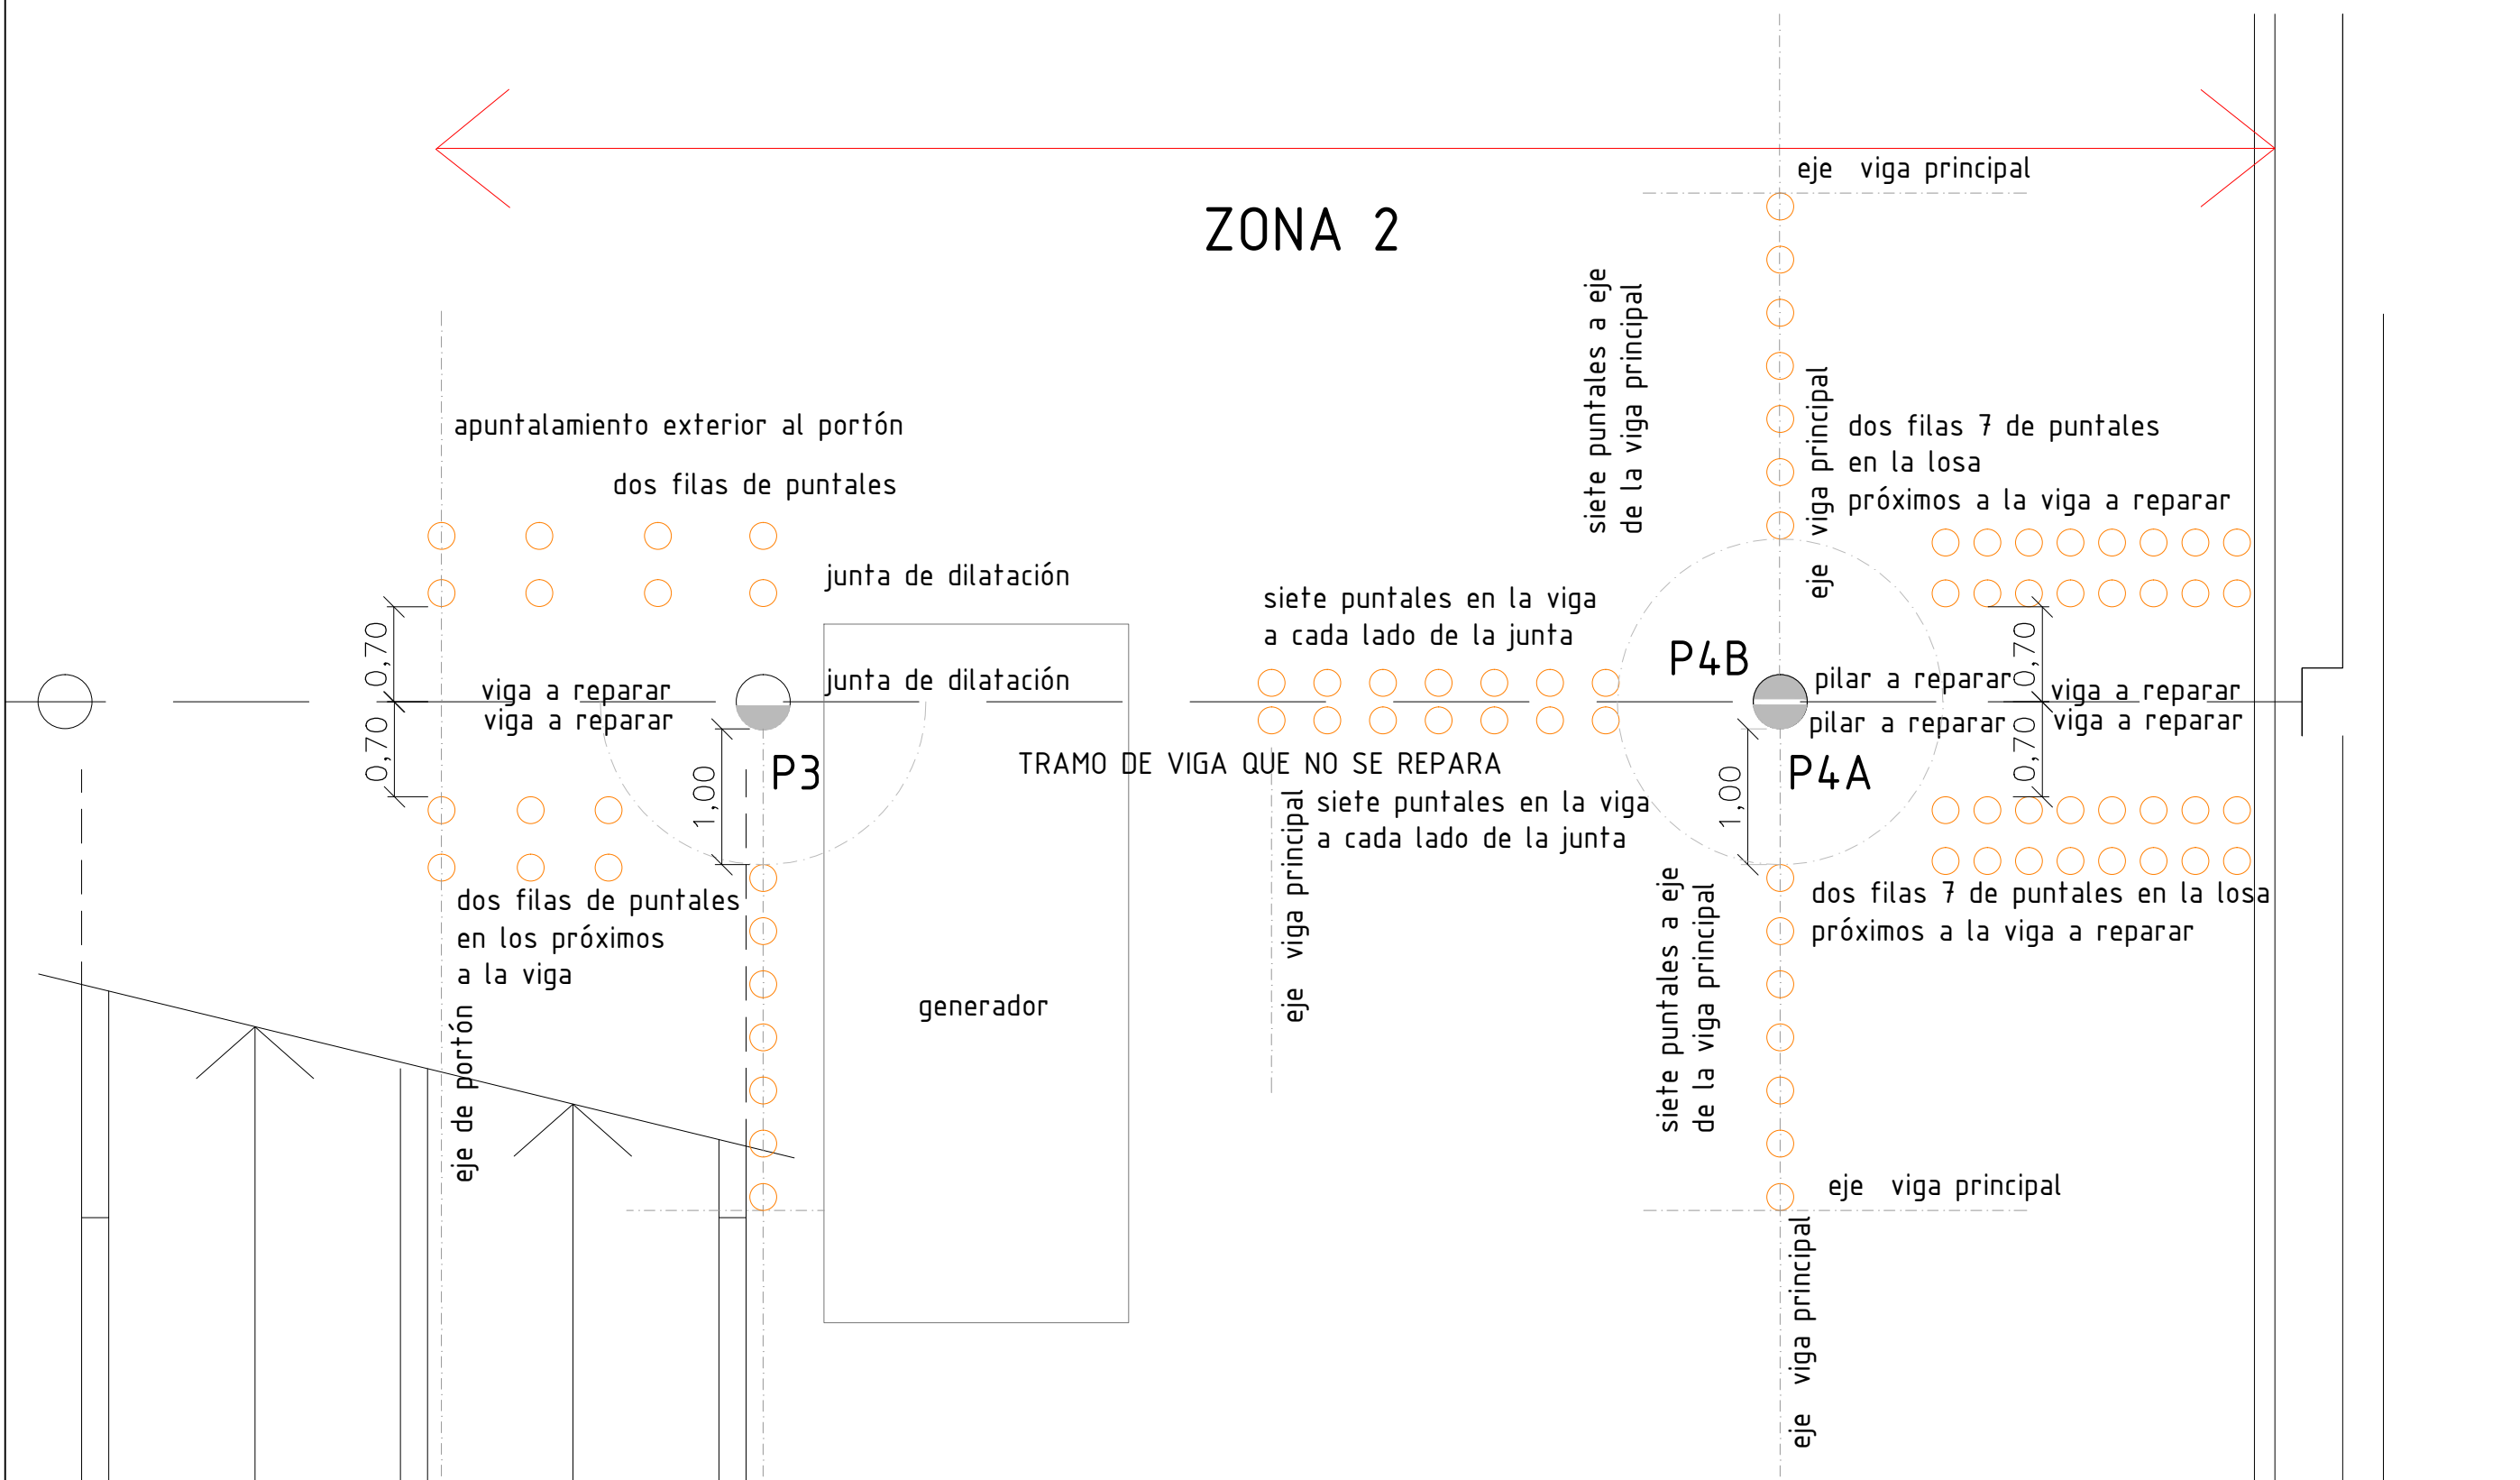 eje viga principal
ZONA 2
siete puntales a eje
de la viga principal
eje viga principal
apuntalamiento exterior al portón
dos filas de puntales
dos filas 7 de puntales
en la losa
próximos a la viga a reparar
junta de dilatación
siete puntales en la viga
a cada lado de la junta
0,70
0,70
viga a reparar
viga a reparar
junta de dilatación
P4B
pilar a reparar
pilar a reparar
0,70
0,70
viga a reparar
viga a reparar
1,00
P3
TRAMO DE VIGA QUE NO SE REPARA
1,00
P4A
eje viga principal
siete puntales en la viga
a cada lado de la junta
dos filas de puntales
en los próximos
a la viga
siete puntales a eje
de la viga principal
dos filas 7 de puntales en la losa
próximos a la viga a reparar
generador
eje de portón
eje viga principal
eje viga principal